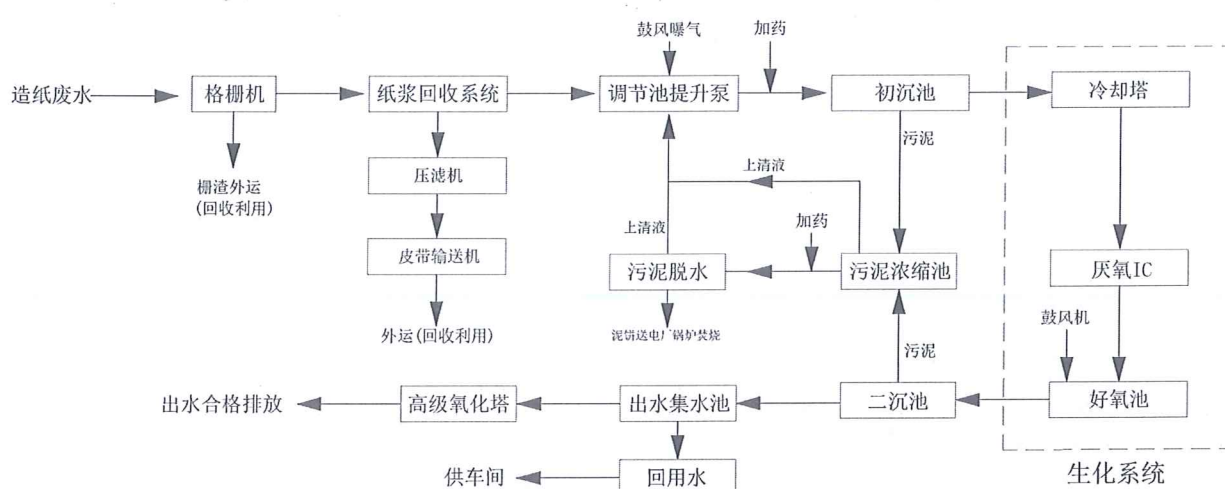 鼓风曝气
加药
造纸废水
格栅机
纸浆回收系统
调节池提升泵
初沉池
冷却塔
污泥
栅渣外运
(回收利用)
压滤机
上清液
皮带输送机
上清液
加药
污泥脱水
污泥浓缩池
厌氧IC
外运(回收利用)
泥饼送电厂锅炉焚烧
污泥
鼓风机
出水合格排放
高级氧化塔
出水集水池
二沉池
好氧池
供车间
回用水
生化系统